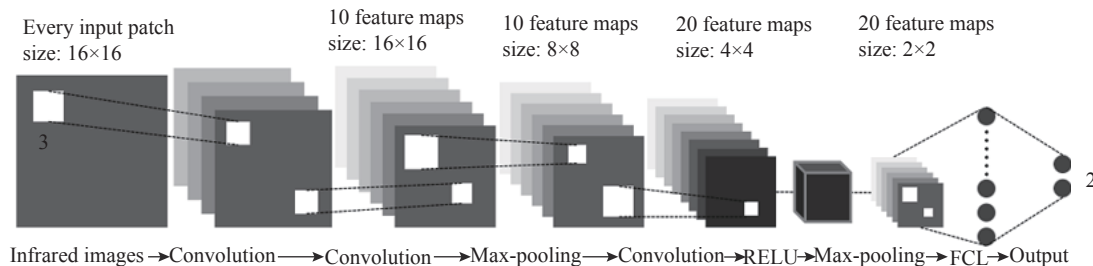 Every input patch
size: 16×16
10 feature maps
size: 16×16
10 feature maps
size: 8×8
20 feature maps
size: 4×4
20 feature maps
size: 2×2
3
2
Infrared images → Convolution → Convolution → Max-pooling → Convolution → RELU → Max-pooling → FCL → Output